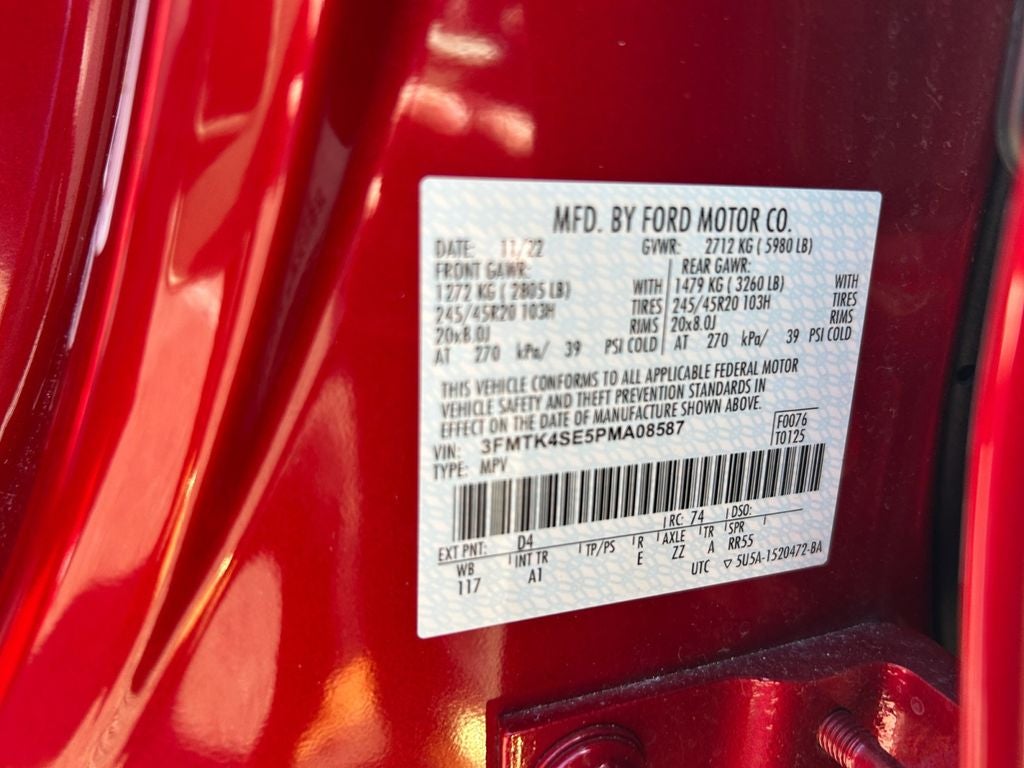 MFD. BY FORD MOTOR CO.
DATE: 11/22 GVWR: 2712 KG ( 5980 LB)
FRONT GAWR: REAR GAWR:
1272 KG ( 2805 LB) WITH 1479 KG ( 3260 LB) WITH
245/45R20 103H TIRES 245/45R20 103H TIRES
20x8.0J RIMS 20x8.0J RIMS
AT 270 kPa/ 39 PSI COLD AT 270 kPa/ 39 PSI COLD
THIS VEHICLE CONFORMS TO ALL APPLICABLE FEDERAL MOTOR
VEHICLE SAFETY AND THEFT PREVENTION STANDARDS IN
EFFECT ON THE DATE OF MANUFACTURE SHOWN ABOVE.
VIN: 3FMTK4SE5PMA08587 F0076
TYPE: MPV T0125
EXT PNT: D4 RC: 74 DSO:
WB INT TR TP/PS R AXLE TR SPR
117 A1 E ZZ A RR55
UTC ▽ 5U5A-1520472-BA